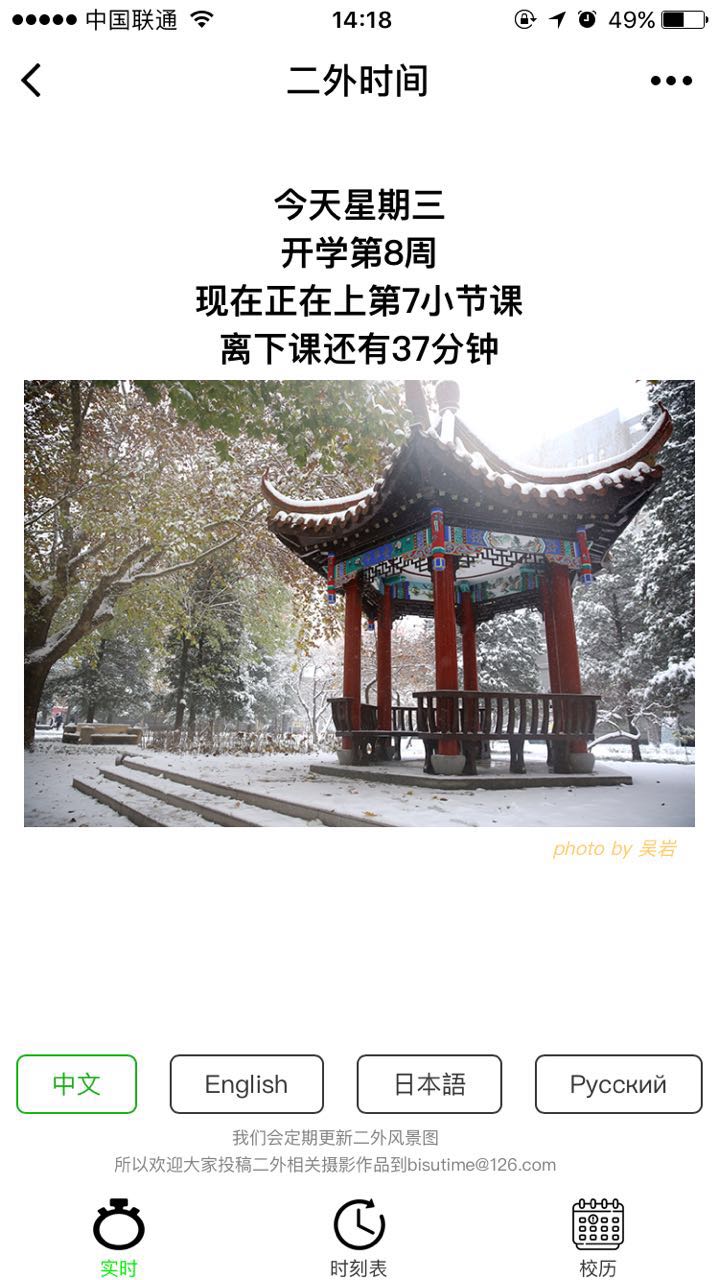 中国联通 14:18 49%
二外时间
今天星期三
开学第8周
现在正在上第7小节课
离下课还有37分钟
photo by 吴岩
中文 English 日本語 Русский
我们会定期更新二外风景图
所以欢迎大家投稿二外相关摄影作品到bisutime@126.com
实时 时刻表 校历